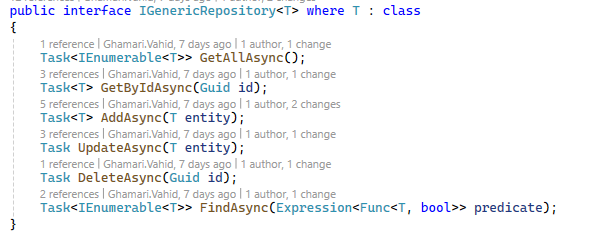 public interface IGenericRepository<T> where T : class
{
1 reference | Ghamari.Vahid, 7 days ago | 1 author, 1 change
Task<IEnumerable<T>> GetAllAsync();
3 references | Ghamari.Vahid, 7 days ago | 1 author, 1 change
Task<T> GetByIdAsync(Guid id);
5 references | Ghamari.Vahid, 7 days ago | 1 author, 2 changes
Task<T> AddAsync(T entity);
3 references | Ghamari.Vahid, 7 days ago | 1 author, 1 change
Task UpdateAsync(T entity);
1 reference | Ghamari.Vahid, 7 days ago | 1 author, 1 change
Task DeleteAsync(Guid id);
2 references | Ghamari.Vahid, 7 days ago | 1 author, 1 change
Task<IEnumerable<T>> FindAsync(Expression<Func<T, bool>> predicate);
}